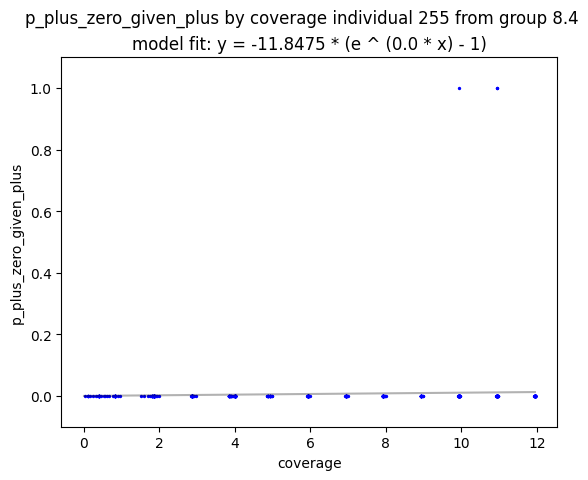 p_plus_zero_given_plus by coverage individual 255 from group 8.4
model fit: y = -11.8475 * (e ^ (0.0 * x) - 1)
p_plus_zero_given_plus
1.0
0.8
0.6
0.4
0.2
0.0
0 2 4 6 8 10 12
coverage